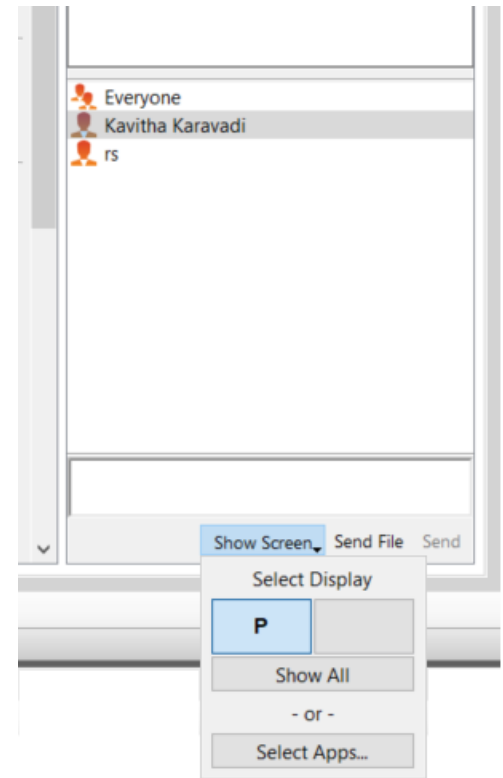 Everyone
Kavitha Karavadi
rs
Show Screen Send File Send
Select Display
P
Show All
- or -
Select Apps...